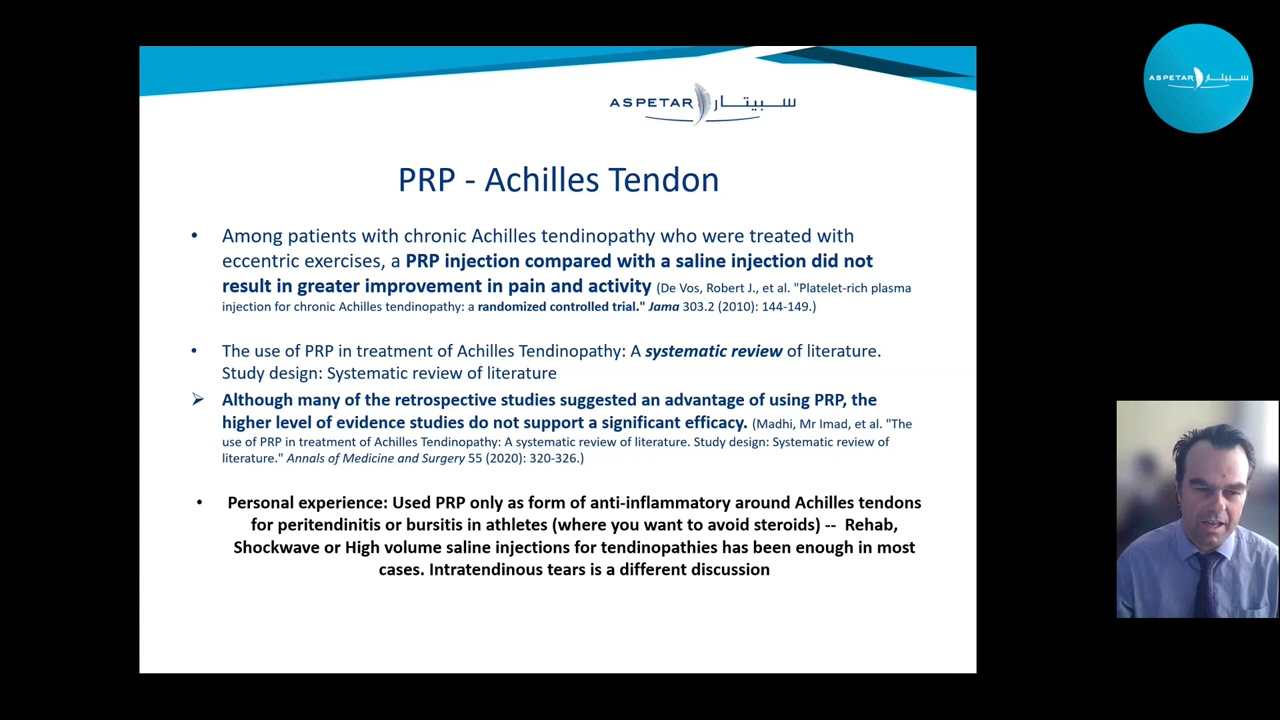 ASPETAR سبيتار
ASPETAR سبيتار
PRP - Achilles Tendon
• Among patients with chronic Achilles tendinopathy who were treated with
eccentric exercises, a PRP injection compared with a saline injection did not
result in greater improvement in pain and activity (De Vos, Robert J., et al. "Platelet-rich plasma
injection for chronic Achilles tendinopathy: a randomized controlled trial." Jama 303.2 (2010): 144-149.)
• The use of PRP in treatment of Achilles Tendinopathy: A systematic review of literature.
Study design: Systematic review of literature
➢ Although many of the retrospective studies suggested an advantage of using PRP, the
higher level of evidence studies do not support a significant efficacy. (Madhi, Mr Imad, et al. "The
use of PRP in treatment of Achilles Tendinopathy: A systematic review of literature. Study design: Systematic review of
literature." Annals of Medicine and Surgery 55 (2020): 320-326.)
• Personal experience: Used PRP only as form of anti-inflammatory around Achilles tendons
for peritendinitis or bursitis in athletes (where you want to avoid steroids) -- Rehab,
Shockwave or High volume saline injections for tendinopathies has been enough in most
cases. Intratendinous tears is a different discussion